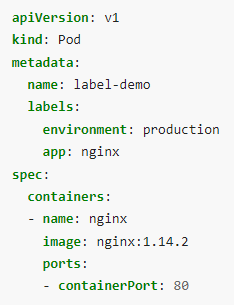 apiVersion: v1
kind: Pod
metadata:
  name: label-demo
  labels:
    environment: production
    app: nginx
spec:
  containers:
  - name: nginx
    image: nginx:1.14.2
    ports:
    - containerPort: 80